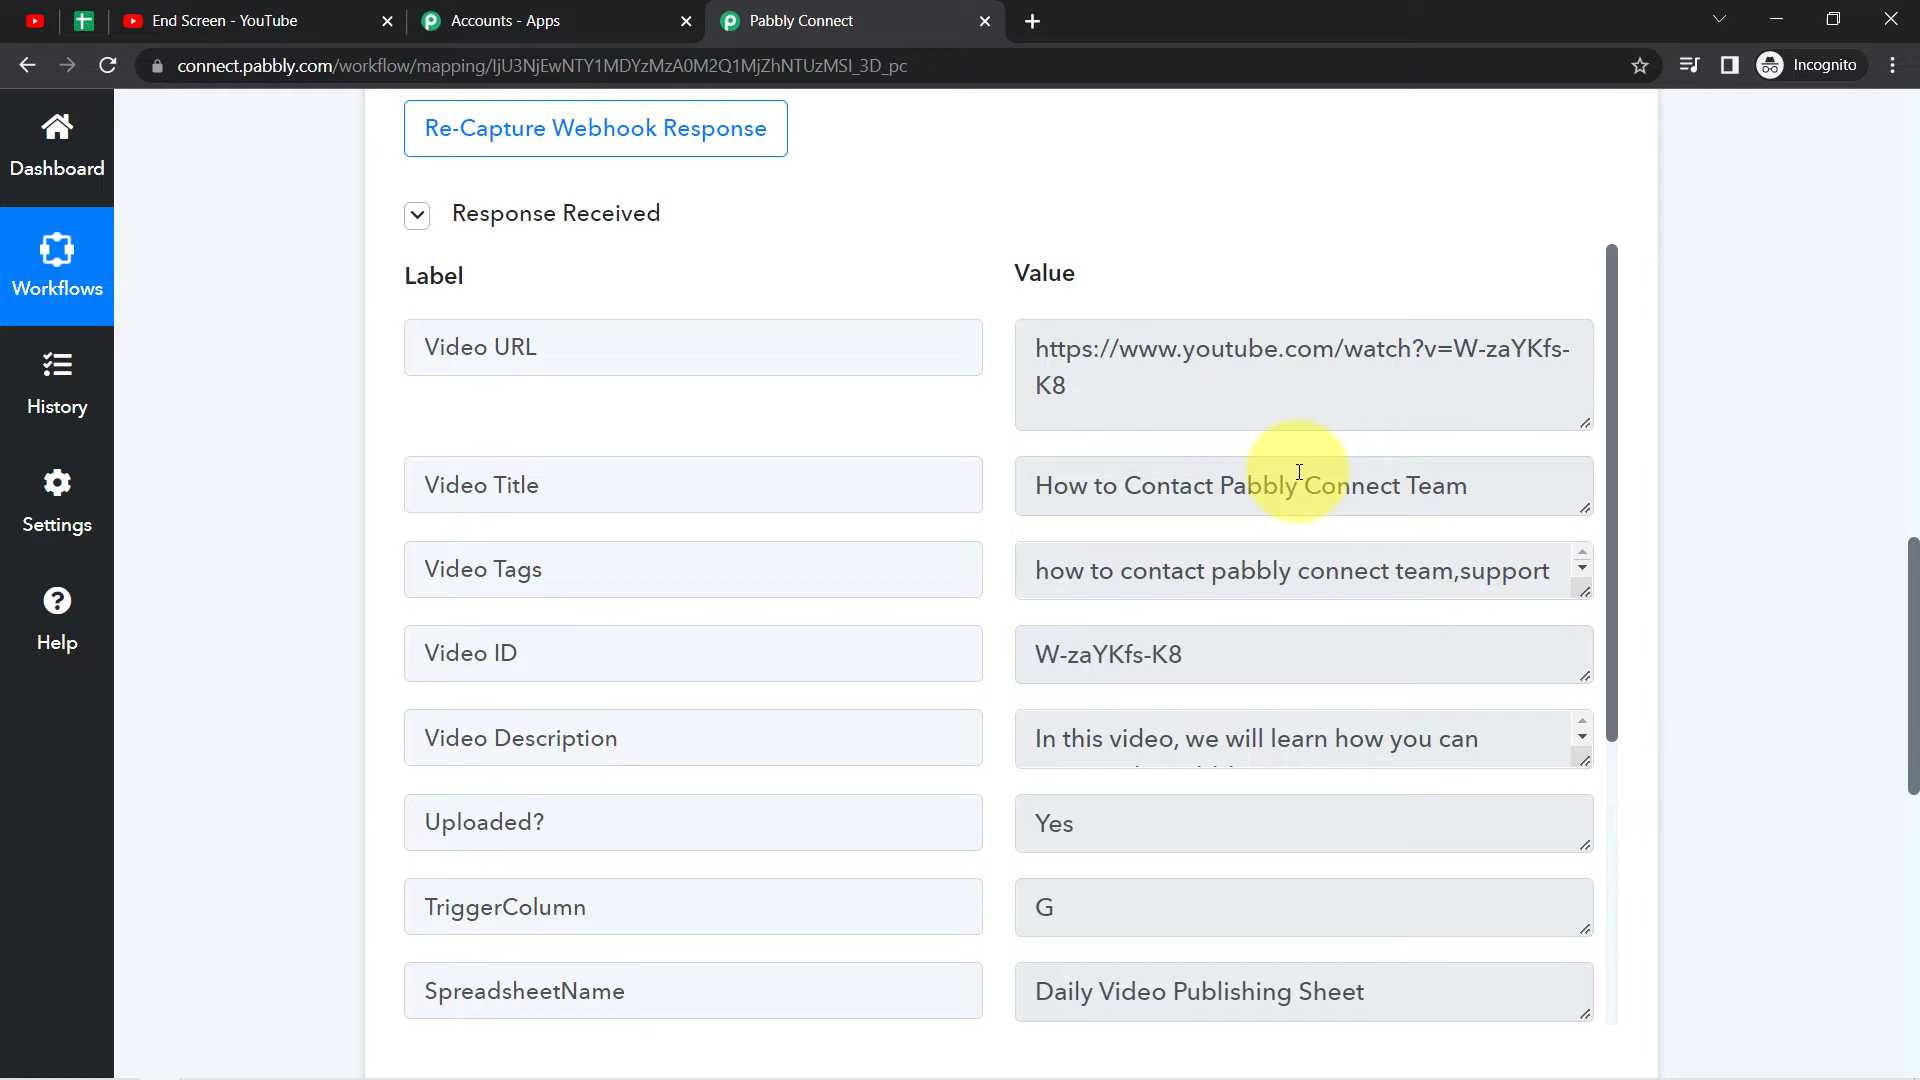 End Screen - YouTube
Accounts - Apps
Pabbly Connect
connect.pabbly.com/workflow/mapping/IjU3NjEwNTY1MDYzMzA0M2Q1MjZhNTUzMSI_3D_pc
Incognito
Dashboard
Workflows
History
Settings
Help
Re-Capture Webhook Response
Response Received
Label
Value
Video URL
https://www.youtube.com/watch?v=W-zaYKfs-
K8
Video Title
How to Contact Pabbly Connect Team
Video Tags
how to contact pabbly connect team,support
Video ID
W-zaYKfs-K8
Video Description
In this video, we will learn how you can
Uploaded?
Yes
TriggerColumn
G
SpreadsheetName
Daily Video Publishing Sheet